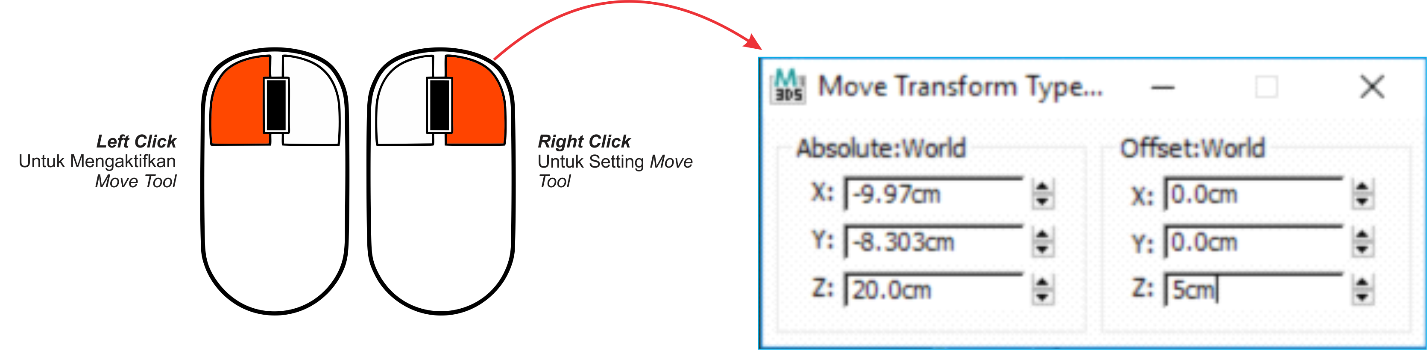 Left Click
Untuk Mengaktifkan
Move Tool
Right Click
Untuk Setting Move
Tool
M
3DS
Move Transform Type...
Absolute:World
X: -9.97cm
Y: -8.303cm
Z: 20.0cm
Offset:World
X: 0.0cm
Y: 0.0cm
Z: 5cm